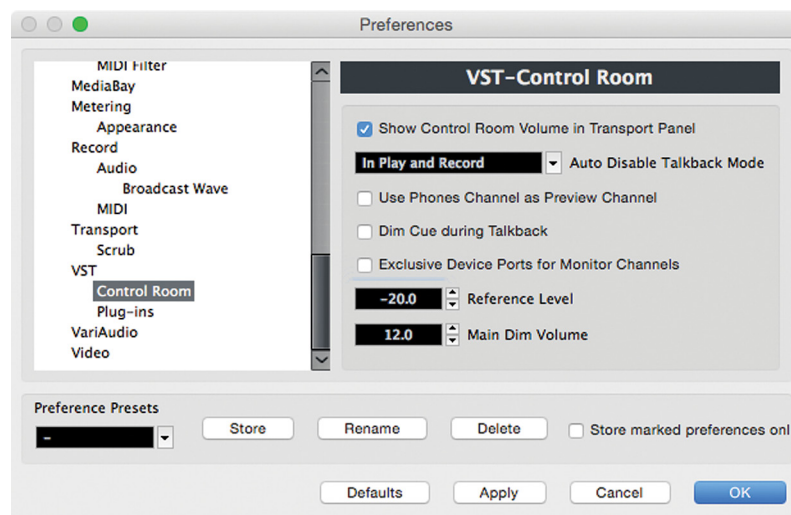 Preferences
MIDI Filter
MediaBay
Metering
Appearance
Record
Audio
Broadcast Wave
MIDI
Transport
Scrub
VST
Control Room
Plug-ins
VariAudio
Video
VST-Control Room
Show Control Room Volume in Transport Panel
In Play and Record Auto Disable Talkback Mode
Use Phones Channel as Preview Channel
Dim Cue during Talkback
Exclusive Device Ports for Monitor Channels
-20.0 Reference Level
12.0 Main Dim Volume
Preference Presets
- Store Rename Delete Store marked preferences onl
Defaults Apply Cancel OK